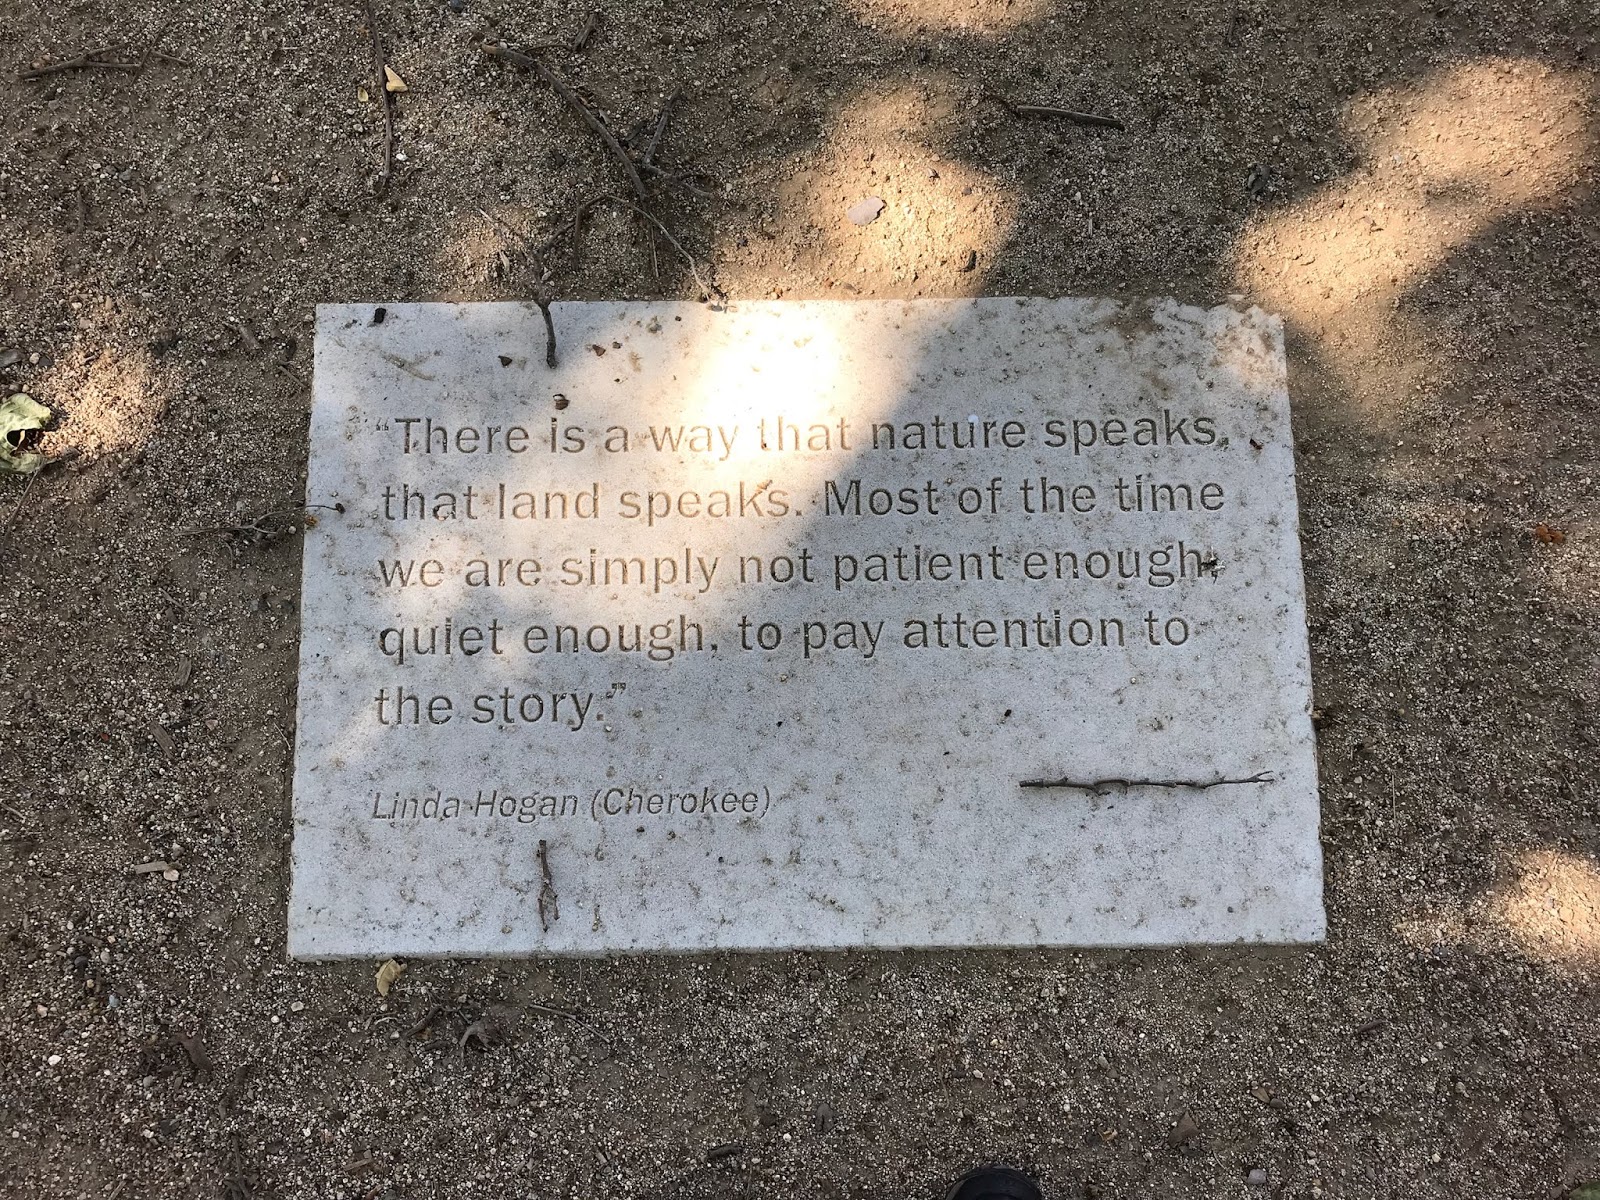 “There is a way that nature speaks,
that land speaks. Most of the time
we are simply not patient enough,
quiet enough, to pay attention to
the story.”
Linda Hogan (Cherokee)